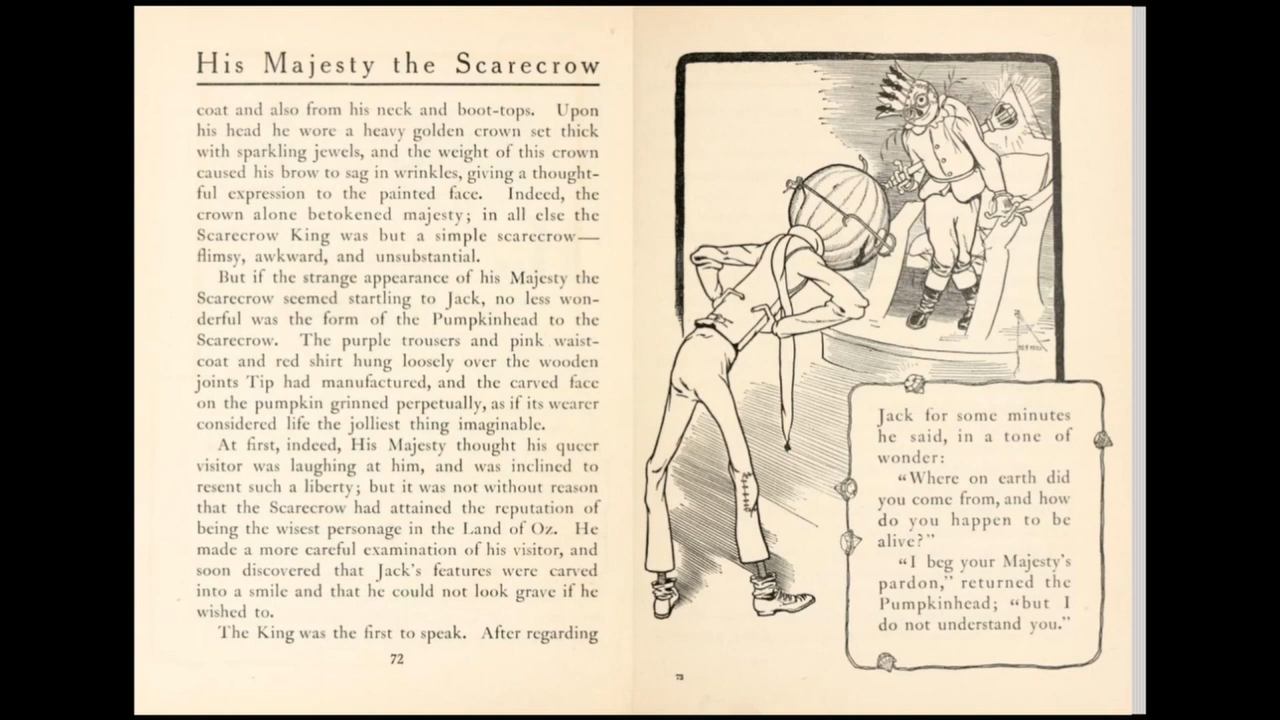 His Majesty the Scarecrow
coat and also from his neck and boot-tops. Upon
his head he wore a heavy golden crown set thick
with sparkling jewels, and the weight of this crown
caused his brow to sag in wrinkles, giving a thought-
ful expression to the painted face. Indeed, the
crown alone betokened majesty; in all else the
Scarecrow King was but a simple scarecrow—
flimsy, awkward, and unsubstantial.
But if the strange appearance of his Majesty the
Scarecrow seemed startling to Jack, no less won-
derful was the form of the Pumpkinhead to the
Scarecrow. The purple trousers and pink waist-
coat and red shirt hung loosely over the wooden
joints Tip had manufactured, and the carved face
on the pumpkin grinned perpetually, as if its wearer
considered life the jolliest thing imaginable.
At first, indeed, His Majesty thought his queer
visitor was laughing at him, and was inclined to
resent such a liberty; but it was not without reason
that the Scarecrow had attained the reputation of
being the wisest personage in the Land of Oz. He
made a more careful examination of his visitor, and
soon discovered that Jack's features were carved
into a smile and that he could not look grave if he
wished to.
The King was the first to speak. After regarding
72
Jack for some minutes
he said, in a tone of
wonder:
"Where on earth did
you come from, and how
do you happen to be
alive?"
"I beg your Majesty's
pardon," returned the
Pumpkinhead; "but I
do not understand you."
73